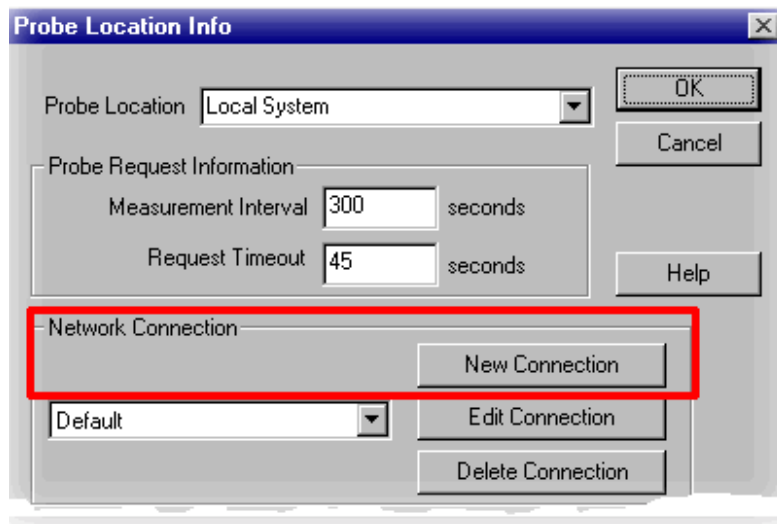 Probe Location Info
Probe Location Local System
OK
Cancel
Probe Request Information
Measurement Interval 300 seconds
Request Timeout 45 seconds
Help
Network Connection
New Connection
Default
Edit Connection
Delete Connection